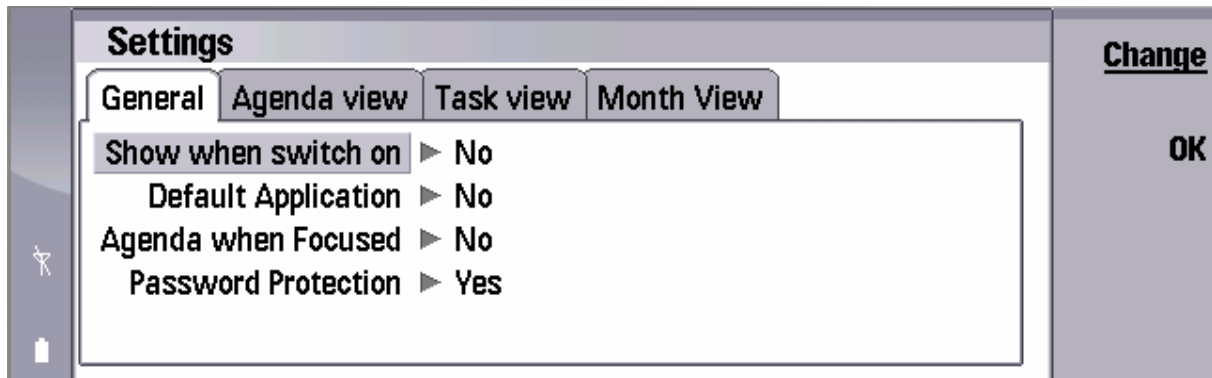 Settings
Change
General Agenda view Task view Month View
Show when switch on No
OK
Default Application No
Agenda when Focused No
Password Protection Yes